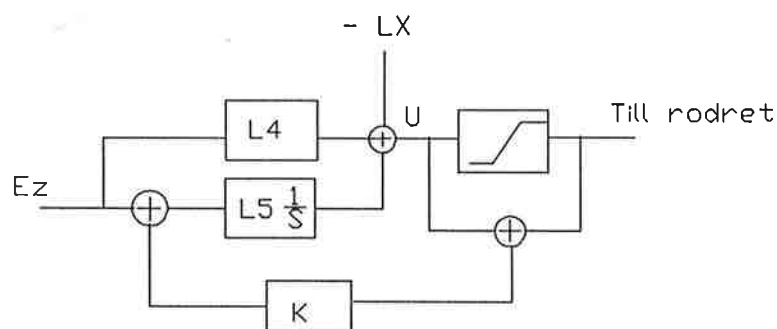 - LX
L4
U
Till rodret
Ez
L5 1/S
K